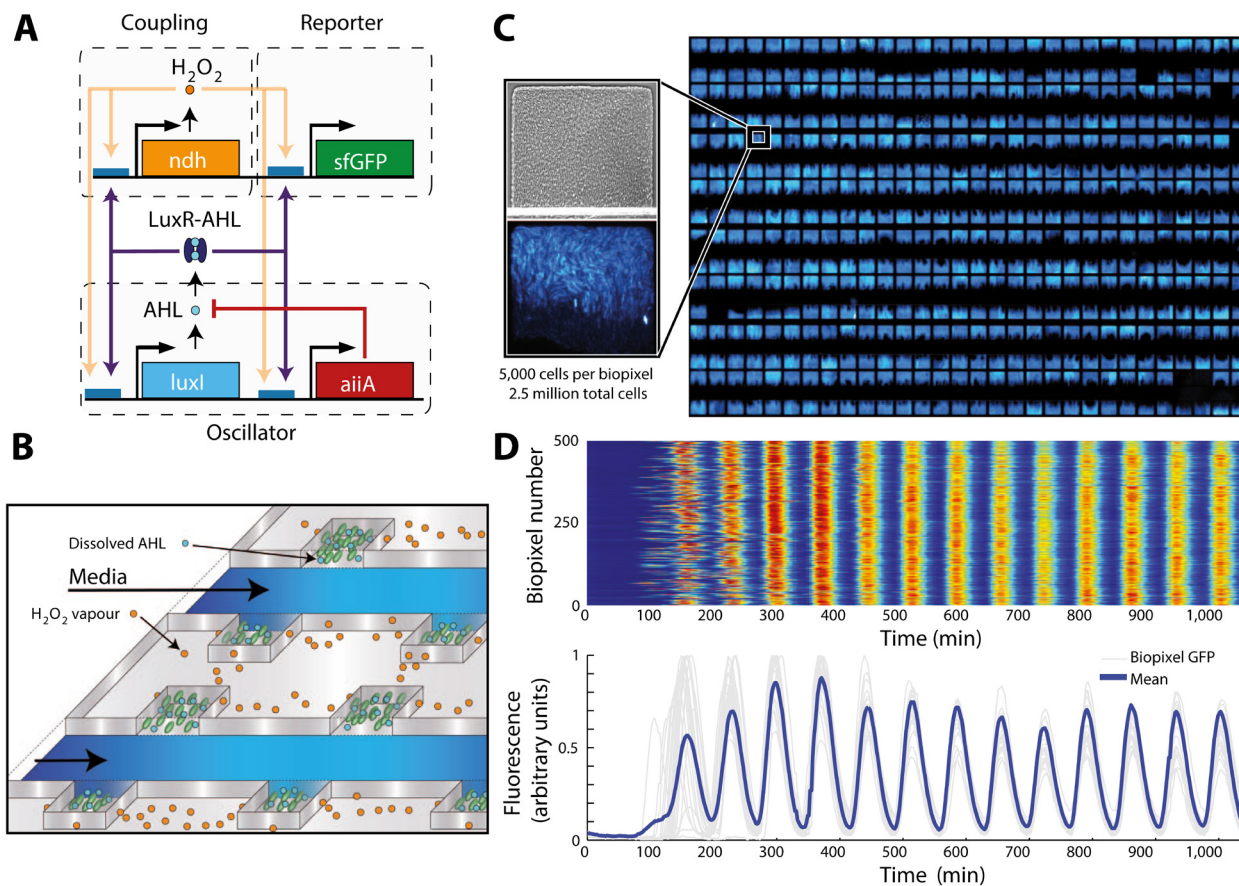 A
Coupling
Reporter
H₂O₂
ndh
sfGFP
LuxR-AHL
AHL
luxI
aiiA
Oscillator
B
Dissolved AHL
Media
H₂O₂ vapour
C
5,000 cells per biopixel
2.5 million total cells
D
Biopixel number
500
250
0
0 100 200 300 400 500 600 700 800 900 1,000
Time (min)
Fluorescence
(arbitrary units)
1
0.5
0
Biopixel GFP
Mean
0 100 200 300 400 500 600 700 800 900 1,000
Time (min)